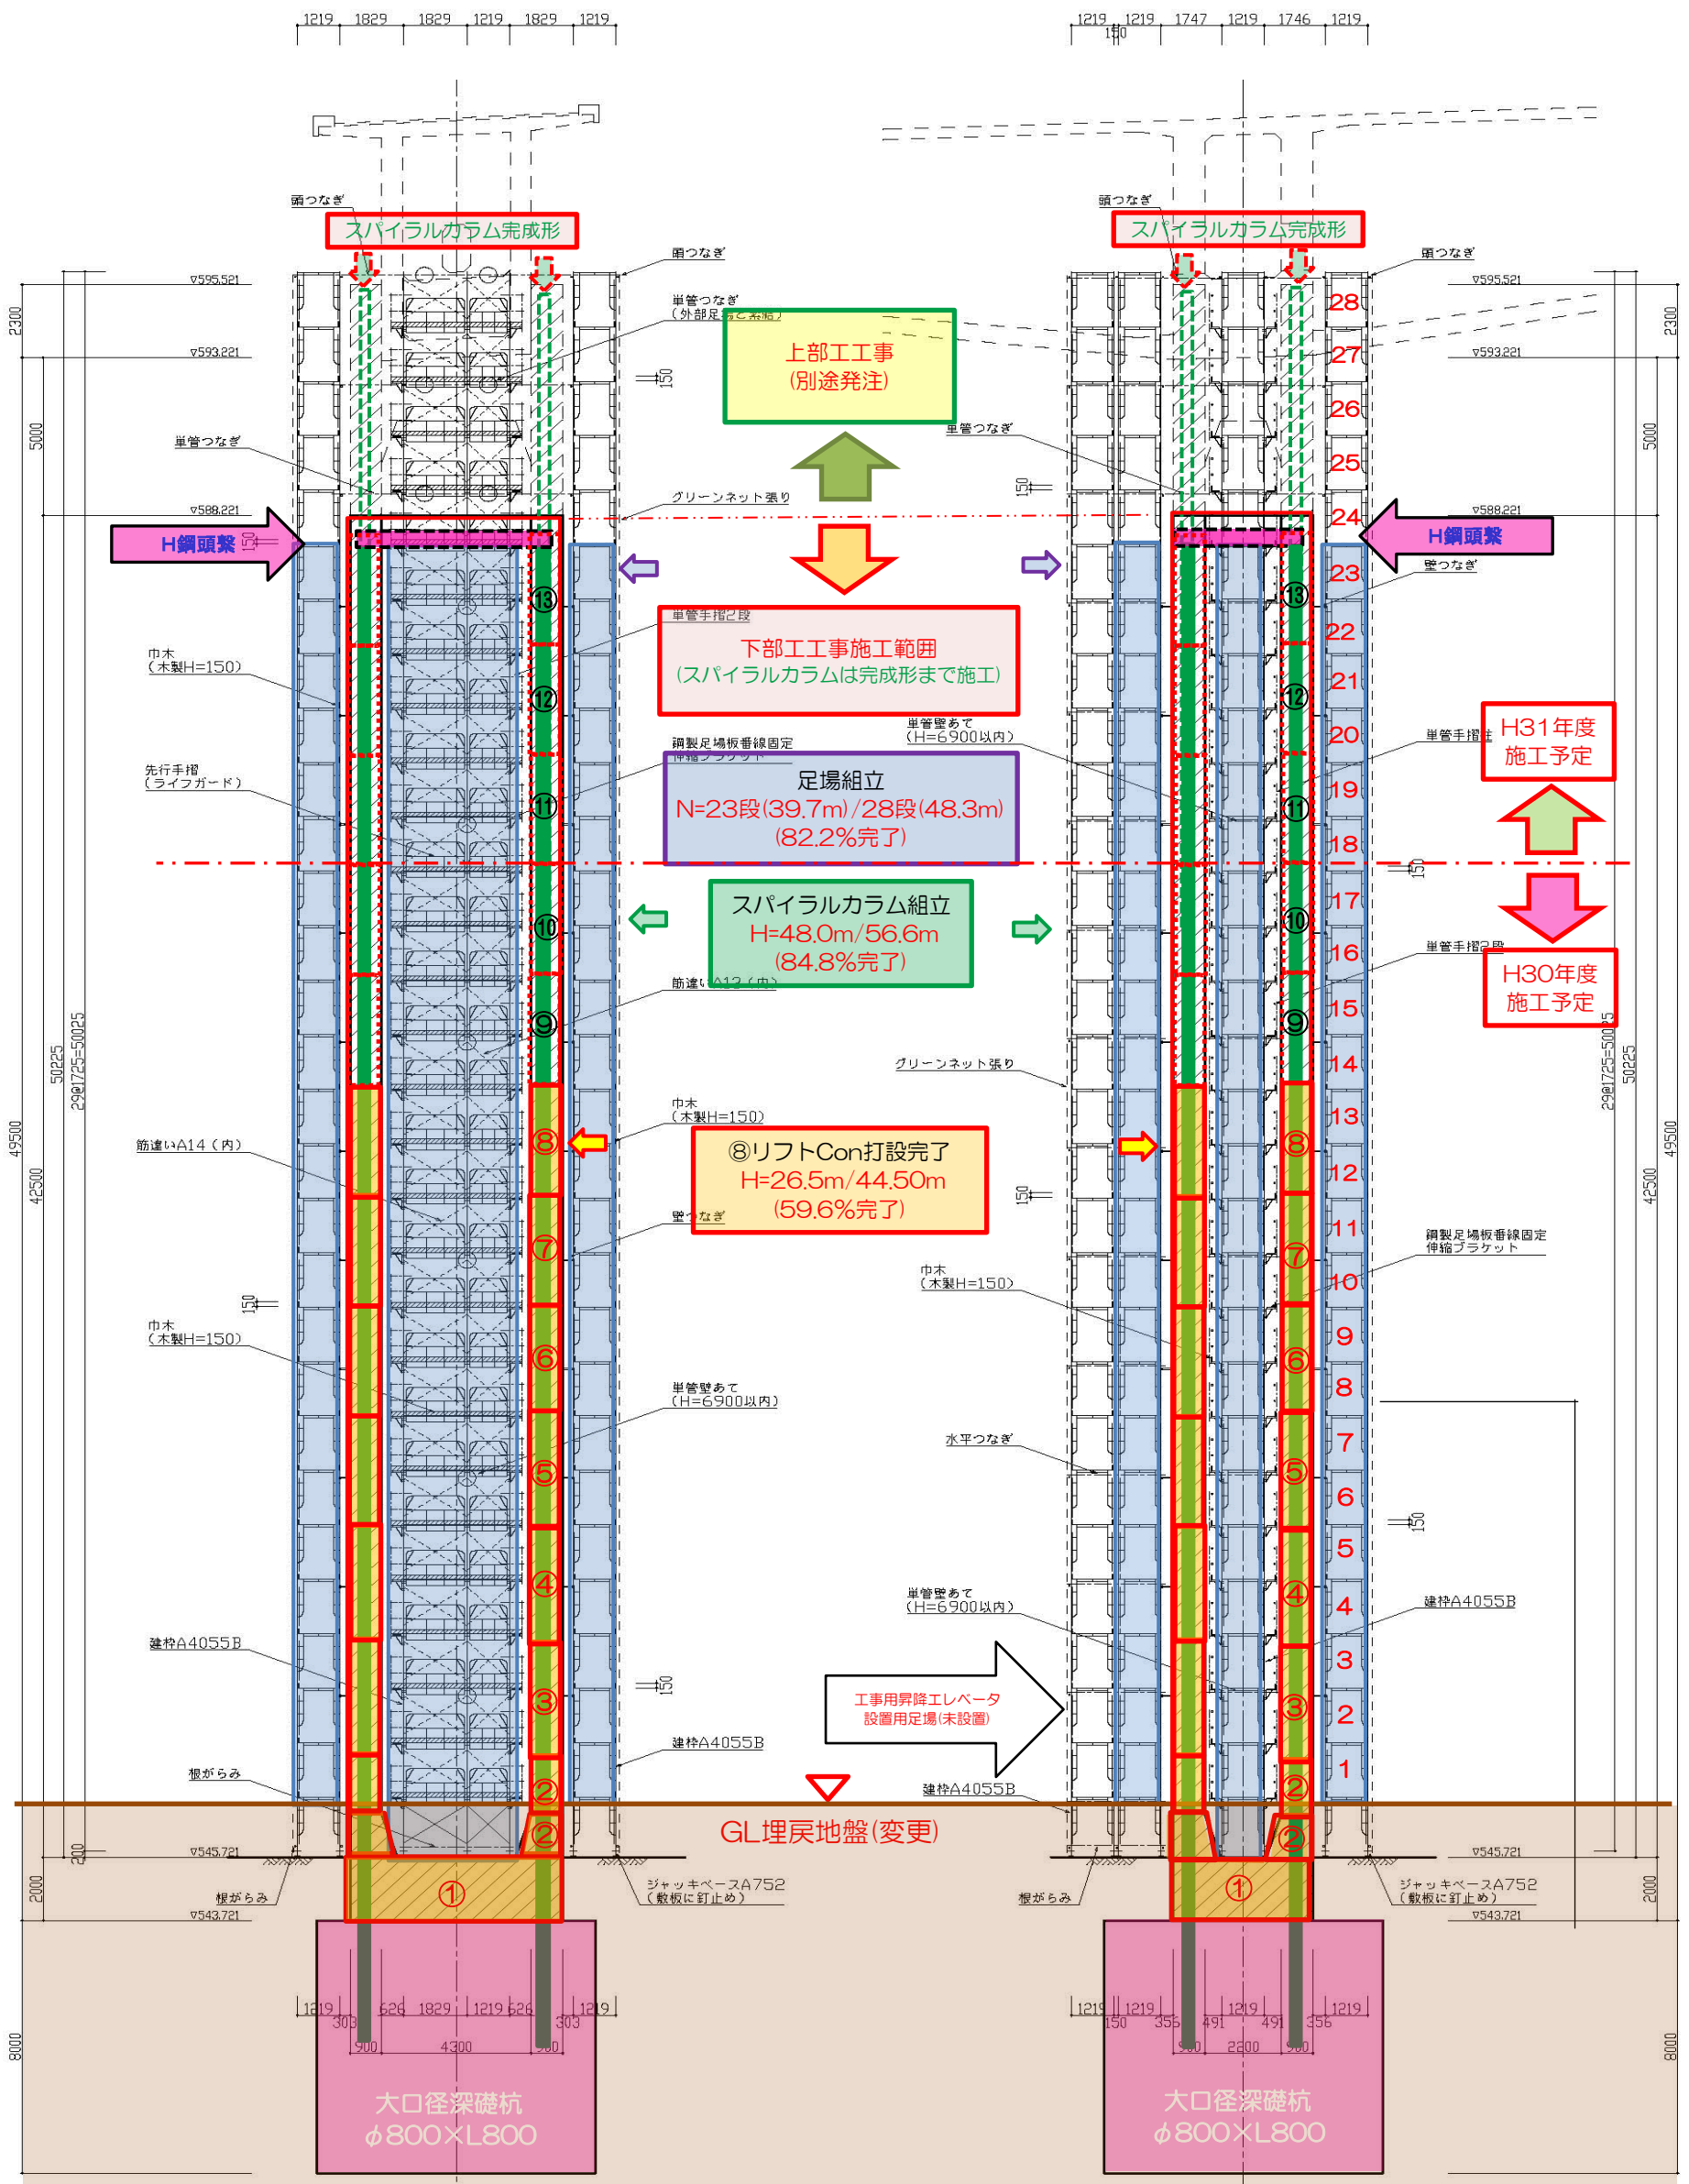 1219 1829 1829 1219 1829 1219
1219 1219 1747 1219 1746 1219
150
頭つなぎ
頭つなぎ
スパイラルカラム完成形
スパイラルカラム完成形
頭つなぎ
頭つなぎ
▽595.521
▽595.521
28
単管つなぎ
2300
2300
上部工工事
(別途発注)
▽593.221
▽593.221
27
150
26
5000
5000
単管つなぎ
単管つなぎ
25
グリーンネット張り
150
▽588.221
▽588.221
24
H鋼頭繋
150
H鋼頭繋
壁つなぎ
23
⑬
⑬
単管手摺2段
22
下部工工事施工範囲
(スパイラルカラムは完成形まで施工)
巾木
(木製H=150)
21
⑫
⑫
単管壁あて
(H=6900以内)
20
単管手摺柱
H31年度
施工予定
鋼製足場板番線固定
伸縮ブラケット
先行手摺
(ライフガード)
足場組立
N=23段(39.7m)/28段(48.3m)
(82.2%完了)
19
⑪
⑪
18
150
スパイラルカラム組立
H=48.0m/56.6m
(84.8%完了)
17
⑩
⑩
16
単管手摺2段
H30年度
施工予定
筋違いA13(内)
15
⑨
⑨
50225
29@1725=50025
29@1725=50025
50225
14
グリーンネット張り
巾木
(木製H=150)
13
49500
42500
42500
49500
筋違いA14(内)
⑧
⑧
⑧リフトCon打設完了
H=26.5m/44.50m
(59.6%完了)
12
150
壁つなぎ
11
⑦
⑦
鋼製足場板番線固定
伸縮ブラケット
巾木
(木製H=150)
10
150
巾木
(木製H=150)
9
⑥
⑥
単管壁あて
(H=6900以内)
8
水平つなぎ
7
⑤
⑤
6
150
5
④
④
単管壁あて
(H=6900以内)
4
建枠A4055B
建枠A4055B
3
150
③
③
工事用昇降エレベータ
設置用足場(未設置)
2
建枠A4055B
1
根がらみ
②
②
建枠A4055B
GL埋戻地盤(変更)
②
②
200
▽545.721
▽545.721
2000
2000
①
①
根がらみ
ジャッキベースA752
(敷板に釘止め)
根がらみ
ジャッキベースA752
(敷板に釘止め)
▽543.721
▽543.721
1219 626 1829 1219 626 1219
303 303
900 4300 900
1219 1219 1219 1219
150 356 491 491 356
900 2200 900
8000
8000
大口径深礎杭
φ800×L800
大口径深礎杭
φ800×L800